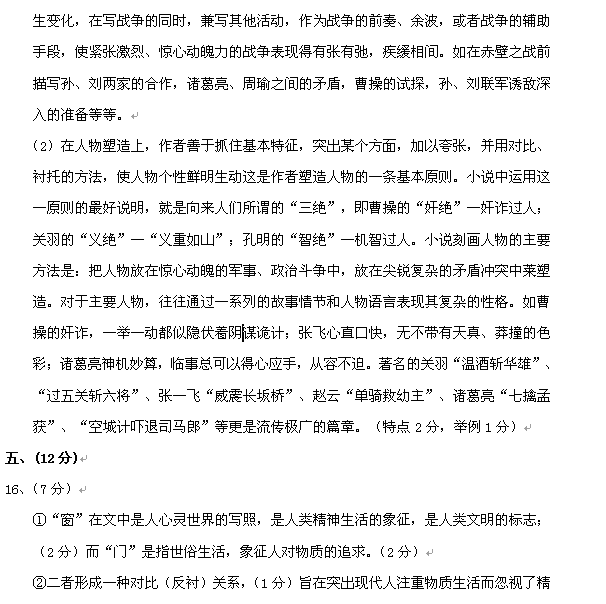 生变化，在写战争的同时，兼写其他活动，作为战争的前奏、余波，或者战争的辅助
手段，使紧张激烈、惊心动魄力的战争表现得有张有弛，疾缓相间。如在赤壁之战前
描写孙、刘两家的合作，诸葛亮、周瑜之间的矛盾，曹操的试探，孙、刘联军诱敌深
入的准备等等。
（2）在人物塑造上，作者善于抓住基本特征，突出某个方面，加以夸张，并用对比、
衬托的方法，使人物个性鲜明生动这是作者塑造人物的一条基本原则。小说中运用这
一原则的最好说明，就是向来人们所谓的“三绝”，即曹操的“奸绝”一奸诈过人；
关羽的“义绝”一“义重如山”；孔明的“智绝”一机智过人。小说刻画人物的主要
方法是：把人物放在惊心动魄的军事、政治斗争中，放在尖锐复杂的矛盾冲突中莱塑
造。对于主要人物，往往通过一系列的故事情节和人物语言表现其复杂的性格。如曹
操的奸诈，一举一动都似隐伏着阴谋诡计；张飞心直口快，无不带有天真、莽撞的色
彩；诸葛亮神机妙算，临事总可以得心应手，从容不迫。著名的关羽“温酒斩华雄”、
“过五关斩六将”、张一飞“威震长坂桥”、赵云“单骑救幼主”、诸葛亮“七擒孟
获”、“空城计吓退司马郎”等更是流传极广的篇章。（特点 2 分，举例 1 分）
五、(12 分)
16、（7 分）
①“窗”在文中是人心灵世界的写照，是人类精神生活的象征，是人类文明的标志；
（2 分）而“门”是指世俗生活，象征人对物质的追求。（2 分）
②二者形成一种对比（反衬）关系，（1 分）旨在突出现代人注重物质生活而忽视了精